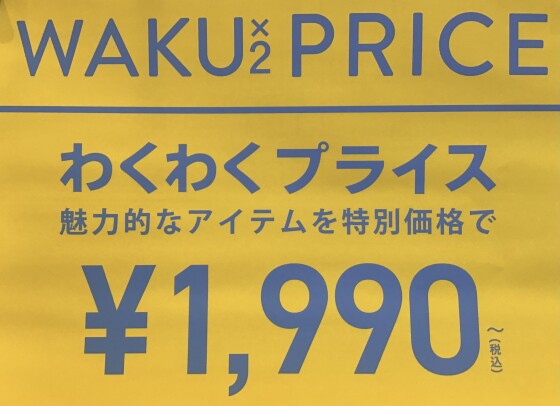 WAKU×2 PRICE
わくわくプライス
魅力的なアイテムを特別価格で
¥1,990～(税込)